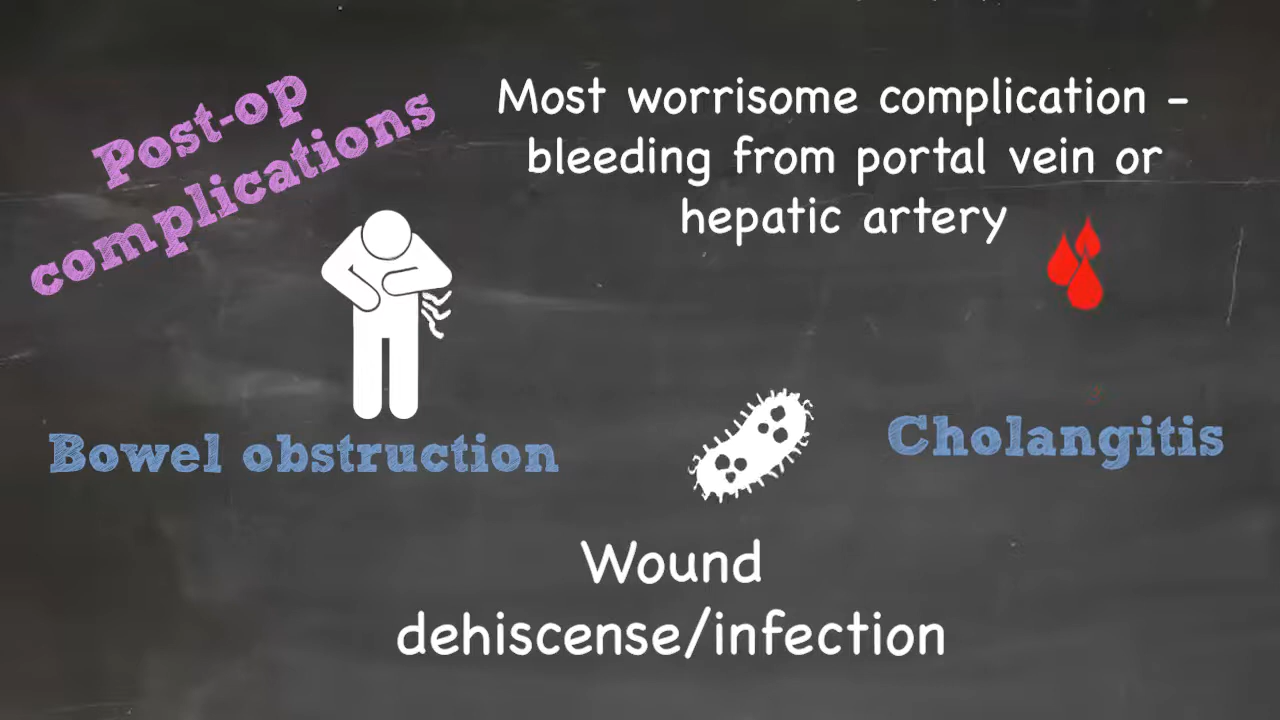 Post-op
complications
Most worrisome complication -
bleeding from portal vein or
hepatic artery
Bowel obstruction
Cholangitis
Wound
dehiscense/infection